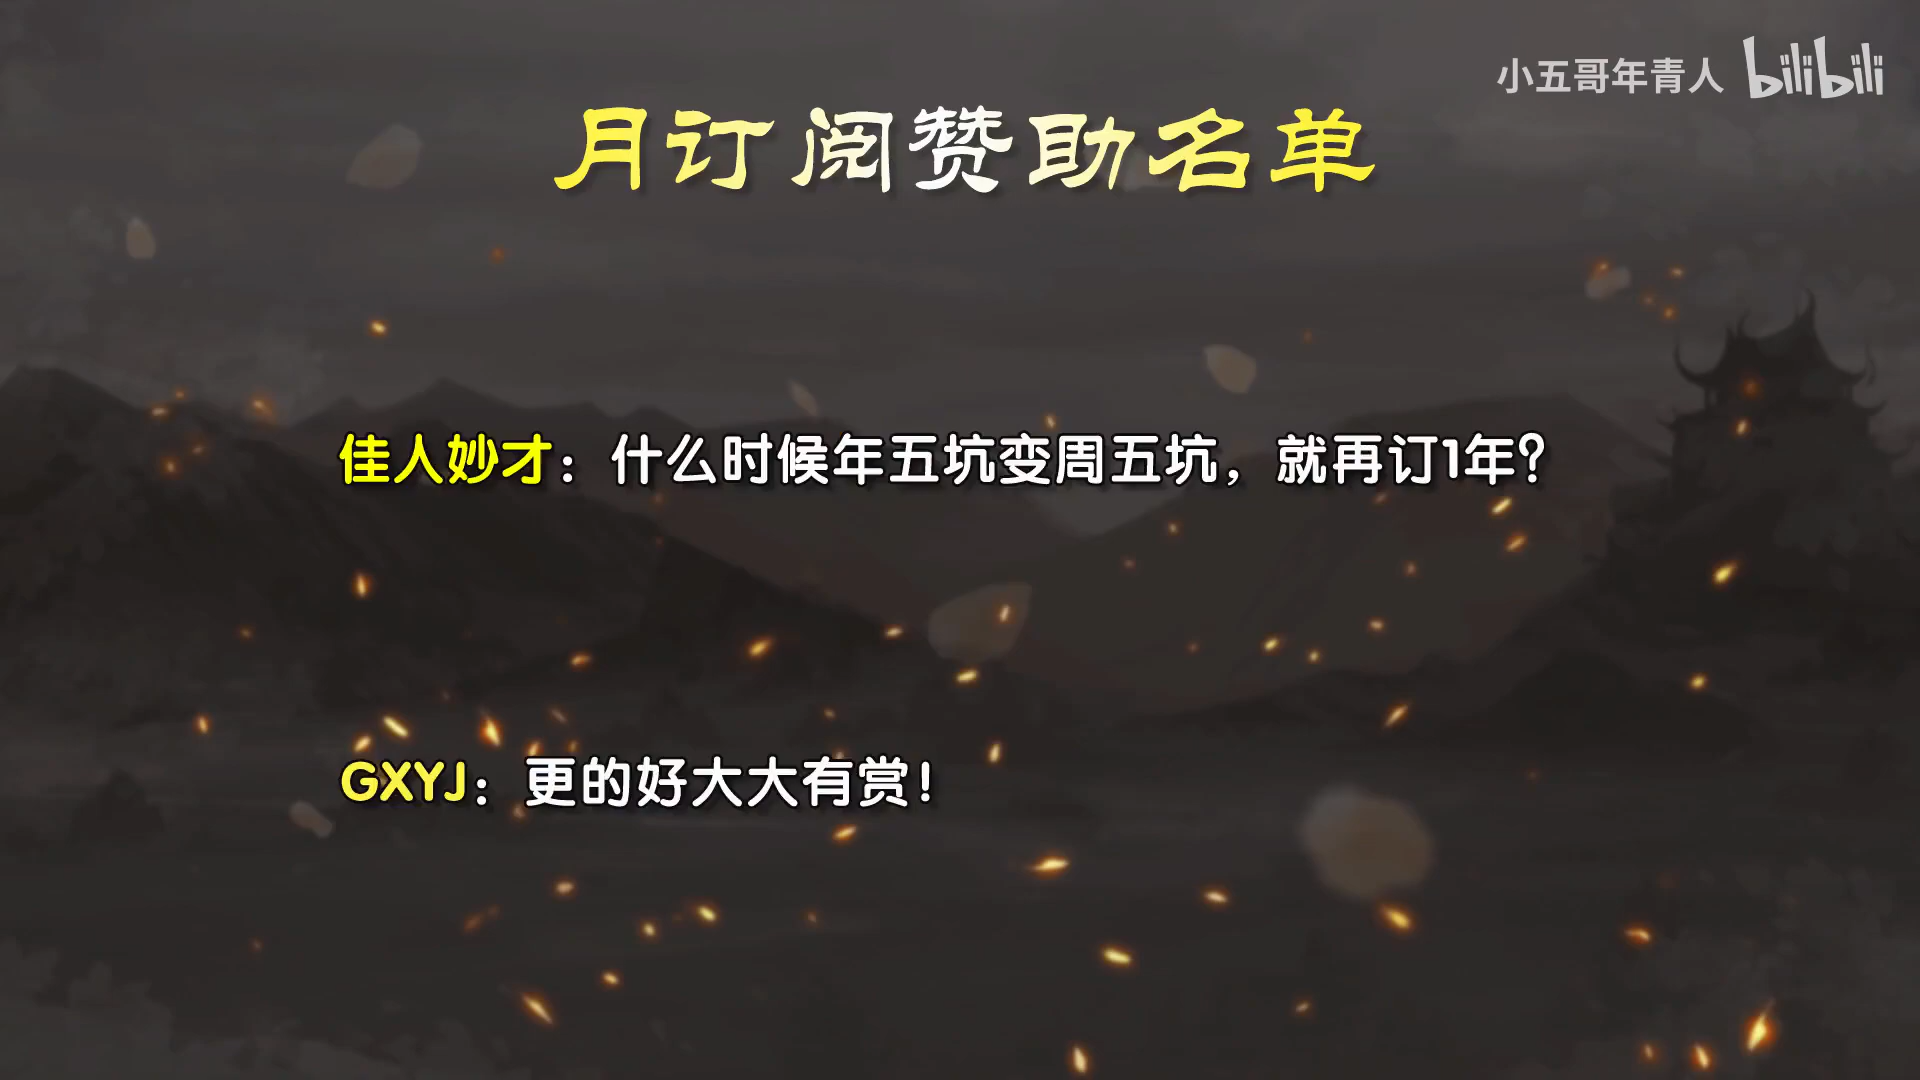 小五哥年青人 bilibili
月订阅赞助名单
佳人妙才：什么时候年五坑变周五坑，就再订1年？
GXYJ：更的好大大有赏！